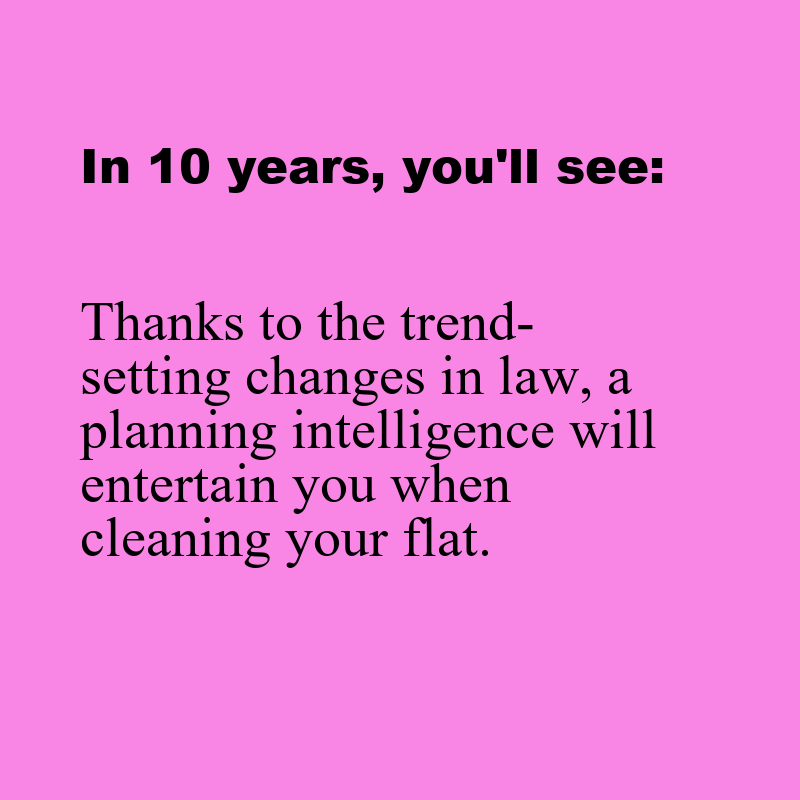 In 10 years, you'll see:
Thanks to the trend-
setting changes in law, a
planning intelligence will
entertain you when
cleaning your flat.